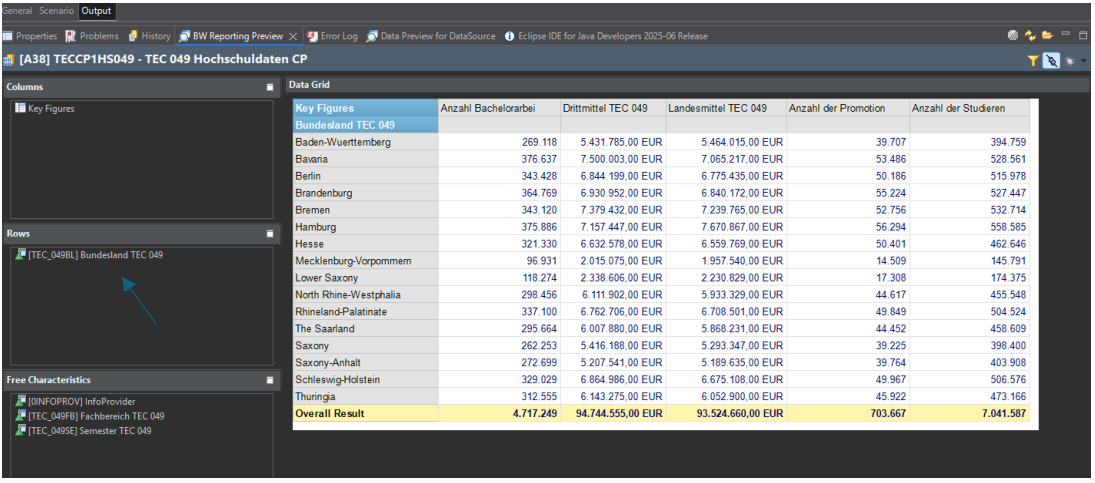 General Scenario Output
Properties Problems History BW Reporting Preview Error Log Data Preview for DataSource Eclipse IDE for Java Developers 2025-06 Release
[A38] TECCP1HS049 - TEC 049 Hochschuldaten CP
Columns
Key Figures
Rows
[TEC_049BL] Bundesland TEC 049
Free Characteristics
[0INFOPROV] InfoProvider
[TEC_049FB] Fachbereich TEC 049
[TEC_049SE] Semester TEC 049
Data Grid
Key Figures Anzahl Bachelorarbei Drittmittel TEC 049 Landesmittel TEC 049 Anzahl der Promotion Anzahl der Studieren
Bundesland TEC 049
Baden-Wuerttemberg 269.118 5.431.785,00 EUR 5.464.015,00 EUR 39.707 394.759
Bavaria 376.637 7.500.003,00 EUR 7.065.217,00 EUR 53.486 528.561
Berlin 343.428 6.844.199,00 EUR 6.775.435,00 EUR 50.186 515.978
Brandenburg 364.769 6.930.952,00 EUR 6.840.172,00 EUR 55.224 527.447
Bremen 343.120 7.379.432,00 EUR 7.239.765,00 EUR 52.756 532.714
Hamburg 375.886 7.157.447,00 EUR 7.670.867,00 EUR 56.294 558.585
Hesse 321.330 6.632.578,00 EUR 6.559.769,00 EUR 50.401 462.646
Mecklenburg-Vorpommern 96.931 2.015.075,00 EUR 1.957.540,00 EUR 14.509 145.791
Lower Saxony 118.274 2.338.606,00 EUR 2.230.829,00 EUR 17.308 174.375
North Rhine-Westphalia 298.456 6.111.902,00 EUR 5.933.329,00 EUR 44.617 455.548
Rhineland-Palatinate 337.100 6.762.706,00 EUR 6.708.501,00 EUR 49.849 504.524
The Saarland 295.664 6.007.880,00 EUR 5.868.231,00 EUR 44.452 458.609
Saxony 262.253 5.416.188,00 EUR 5.293.347,00 EUR 39.225 398.400
Saxony-Anhalt 272.699 5.207.541,00 EUR 5.189.635,00 EUR 39.764 403.908
Schleswig-Holstein 329.029 6.864.986,00 EUR 6.675.108,00 EUR 49.967 506.576
Thuringia 312.555 6.143.275,00 EUR 6.052.900,00 EUR 45.922 473.166
Overall Result 4.717.249 94.744.555,00 EUR 93.524.660,00 EUR 703.667 7.041.587